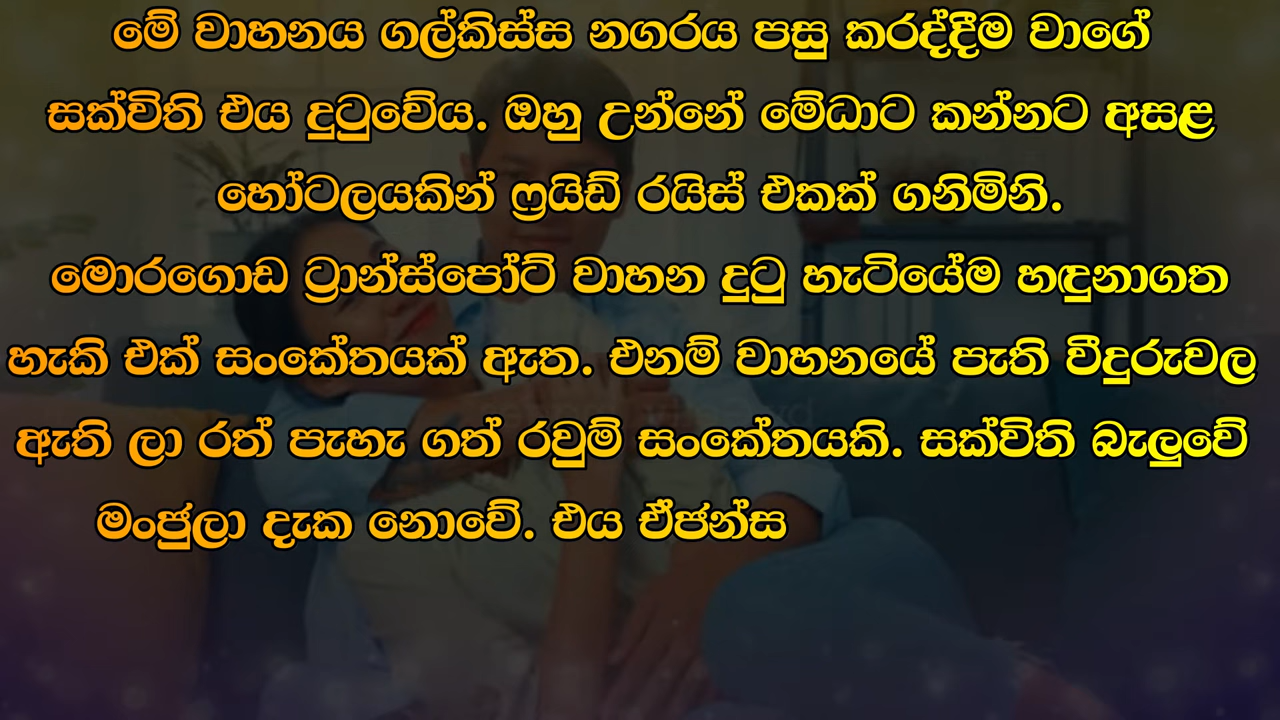 මේ වාහනය ගල්කිස්ස නගරය පසු කරද්දීම වාගේ
සක්විති එය දුටුවේය. ඔහු උන්නේ මේධාට කන්නට අසළ
හෝටලයකින් ෆ්‍රයිඩ් රයිස් එකක් ගනිමිනි.
මොරගොඩ ට්‍රාන්ස්පෝට් වාහන දුටු හැටියේම හඳුනාගත
හැකි එක් සංකේතයක් ඇත. එනම් වාහනයේ පැති වීදුරුවල
ඇති ලා රත් පැහැ ගත් රවුම් සංකේතයකි. සක්විති බැලුවේ
මංජුලා දැක නොවේ. එය ඒජන්ස